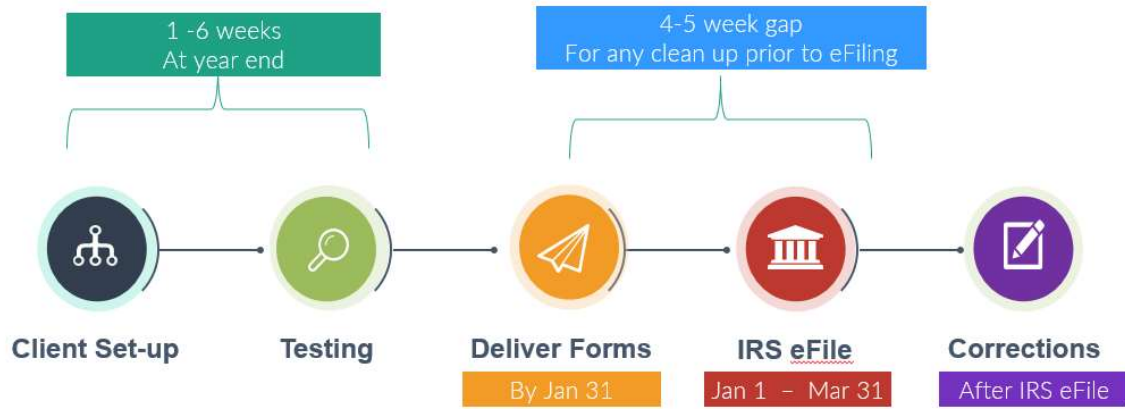 1 -6 weeks
At year end
4-5 week gap
For any clean up prior to eFiling
Client Set-up
Testing
Deliver Forms
IRS eFile
Corrections
By Jan 31
Jan 1 – Mar 31
After IRS eFile